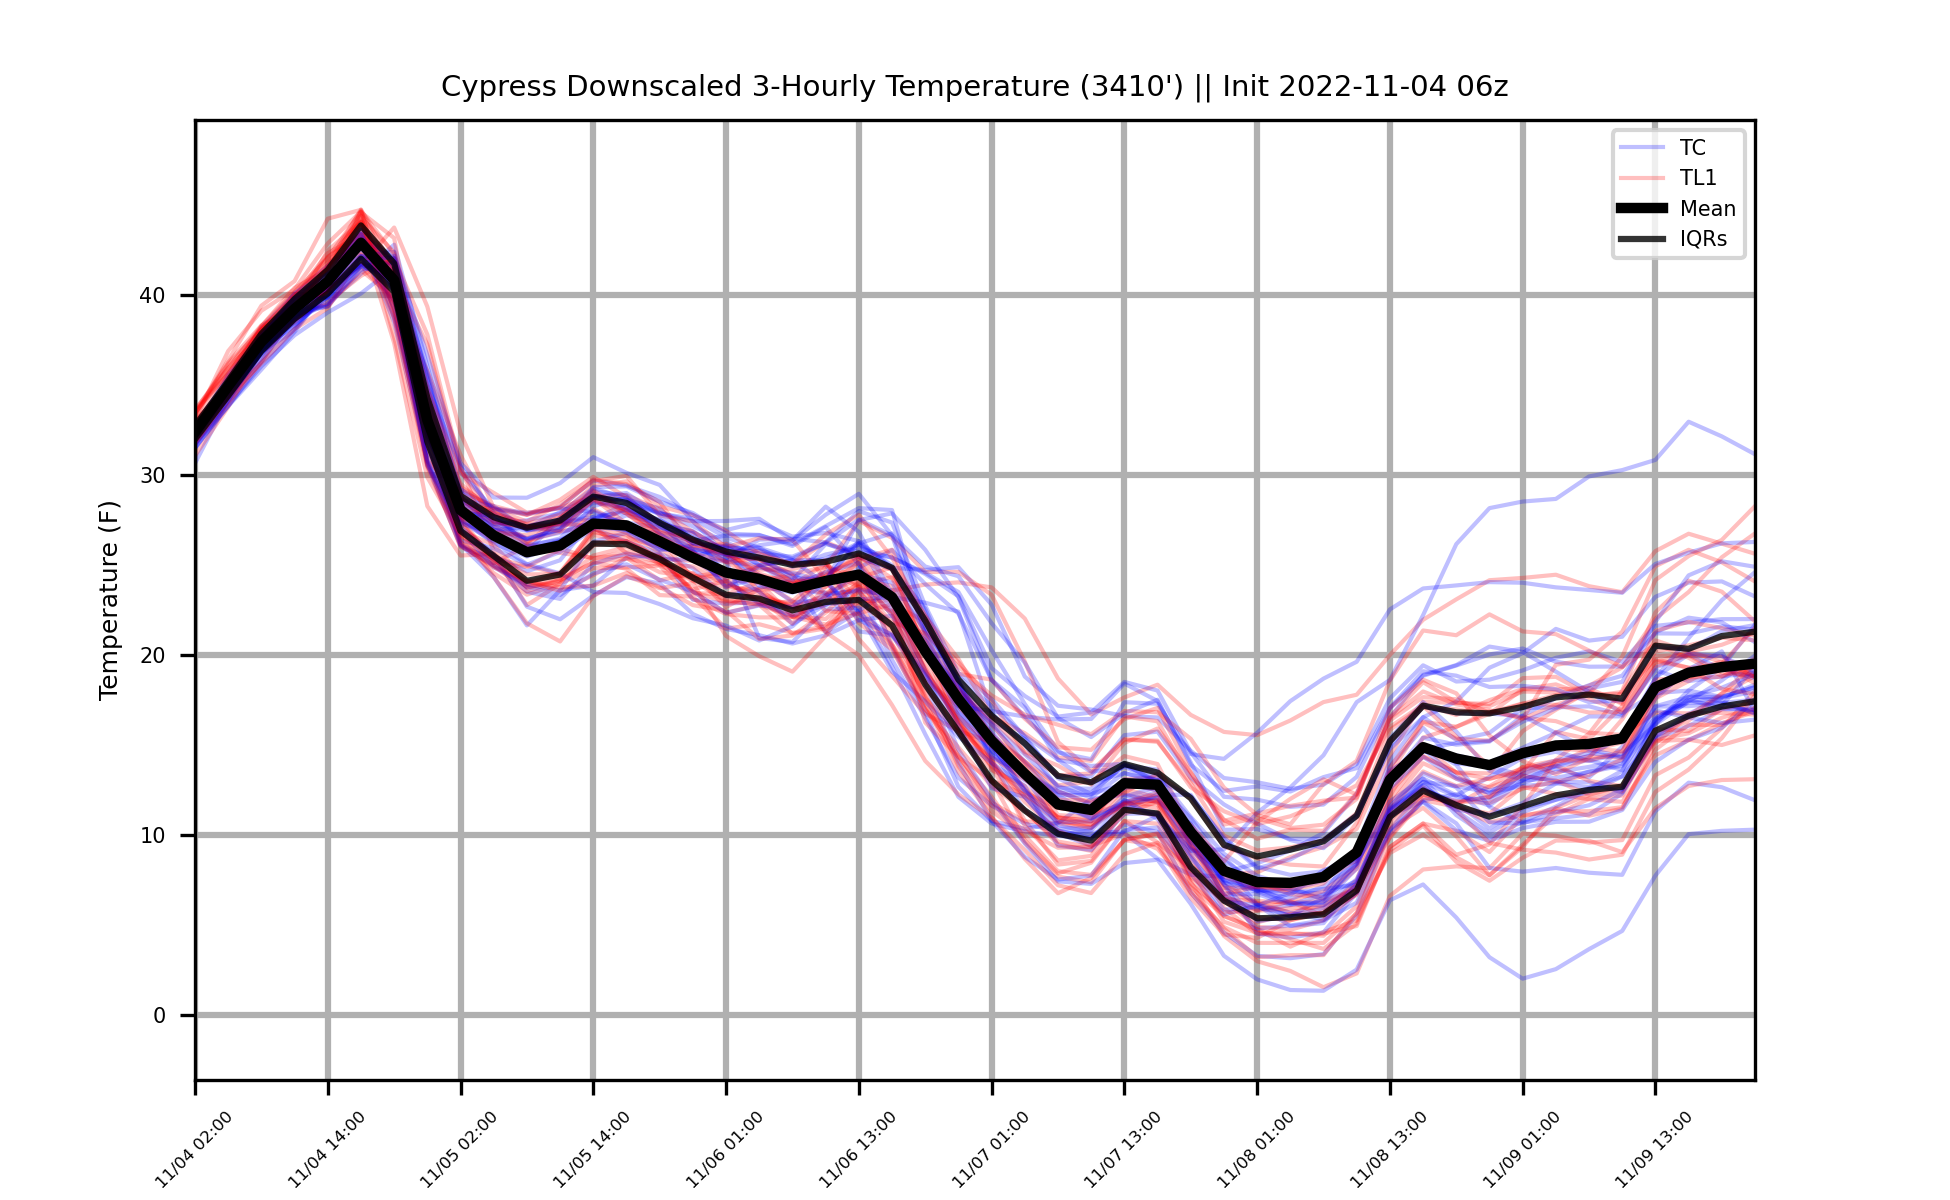 Cypress Downscaled 3-Hourly Temperature (3410') || Init 2022-11-04 06z
TC
TL1
Mean
IQRs
Temperature (F)
40
30
20
10
0
11/04 02:00
11/04 14:00
11/05 02:00
11/05 14:00
11/06 01:00
11/06 13:00
11/07 01:00
11/07 13:00
11/08 01:00
11/08 13:00
11/09 01:00
11/09 13:00